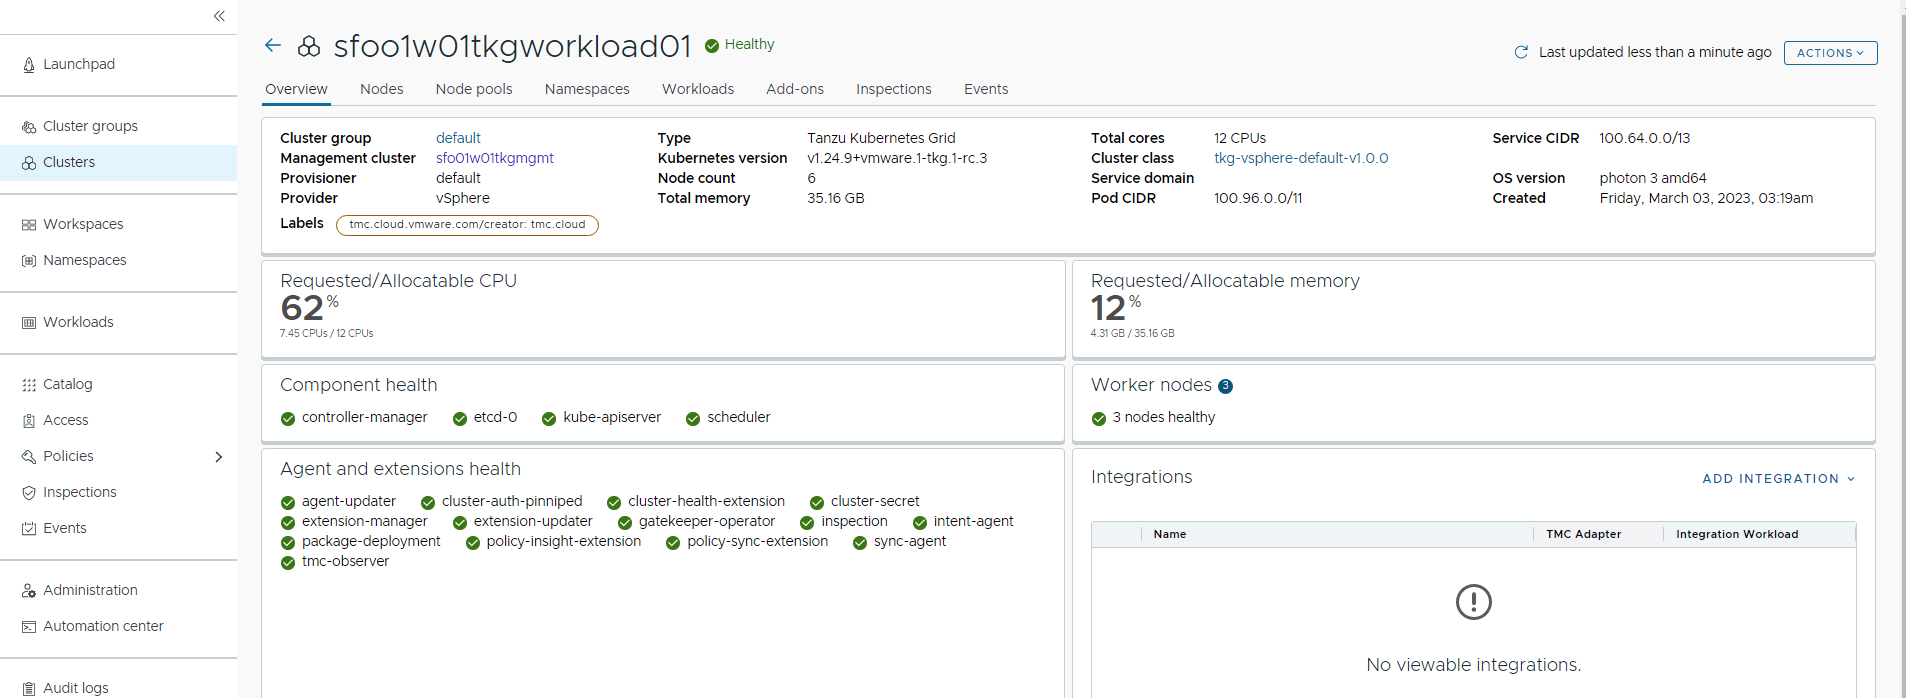 Launchpad
Cluster groups
Clusters
Workspaces
Namespaces
Workloads
Catalog
Access
Policies
Inspections
Events
Administration
Automation center
Audit logs
sfoo1w01tkgworkload01 Healthy
Last updated less than a minute ago ACTIONS
Overview Nodes Node pools Namespaces Workloads Add-ons Inspections Events
Cluster group default
Management cluster sfo01w01tkgmgmt
Provisioner default
Provider vSphere
Labels tmc.cloud.vmware.com/creator: tmc.cloud
Type Tanzu Kubernetes Grid
Kubernetes version v1.24.9+vmware.1-tkg.1-rc.3
Node count 6
Total memory 35.16 GB
Total cores 12 CPUs
Cluster class tkg-vsphere-default-v1.0.0
Service domain
Pod CIDR 100.96.0.0/11
Service CIDR 100.64.0.0/13
OS version photon 3 amd64
Created Friday, March 03, 2023, 03:19am
Requested/Allocatable CPU
62%
7.45 CPUs / 12 CPUs
Requested/Allocatable memory
12%
4.31 GB / 35.16 GB
Component health
controller-manager etcd-0 kube-apiserver scheduler
Worker nodes 3
3 nodes healthy
Agent and extensions health
agent-updater cluster-auth-pinniped cluster-health-extension cluster-secret
extension-manager extension-updater gatekeeper-operator inspection intent-agent
package-deployment policy-insight-extension policy-sync-extension sync-agent
tmc-observer
Integrations ADD INTEGRATION
Name TMC Adapter Integration Workload
No viewable integrations.